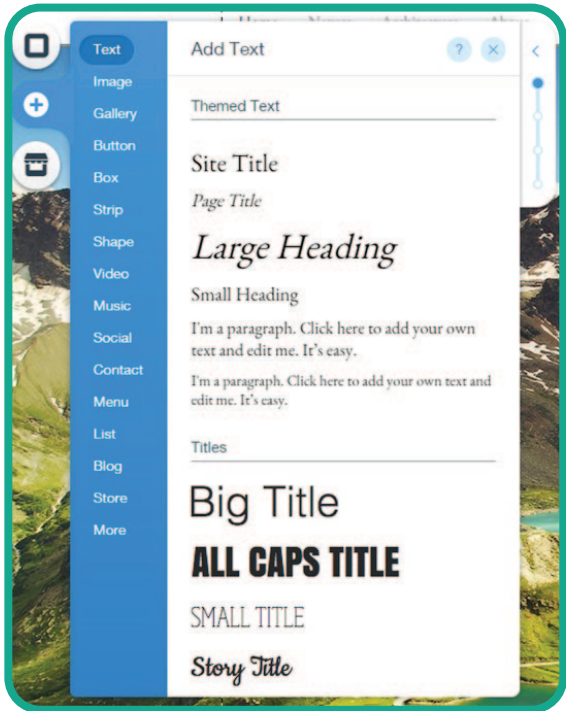 Text
Image
Gallery
Button
Box
Strip
Shape
Video
Music
Social
Contact
Menu
List
Blog
Store
More
Add Text
?
Themed Text
Site Title
Page Title
Large Heading
Small Heading
I'm a paragraph. Click here to add your own
text and edit me. It's easy.
I'm a paragraph. Click here to add your own text and
edit me. It's easy.
Titles
Big Title
ALL CAPS TITLE
SMALL TITLE
Story Title